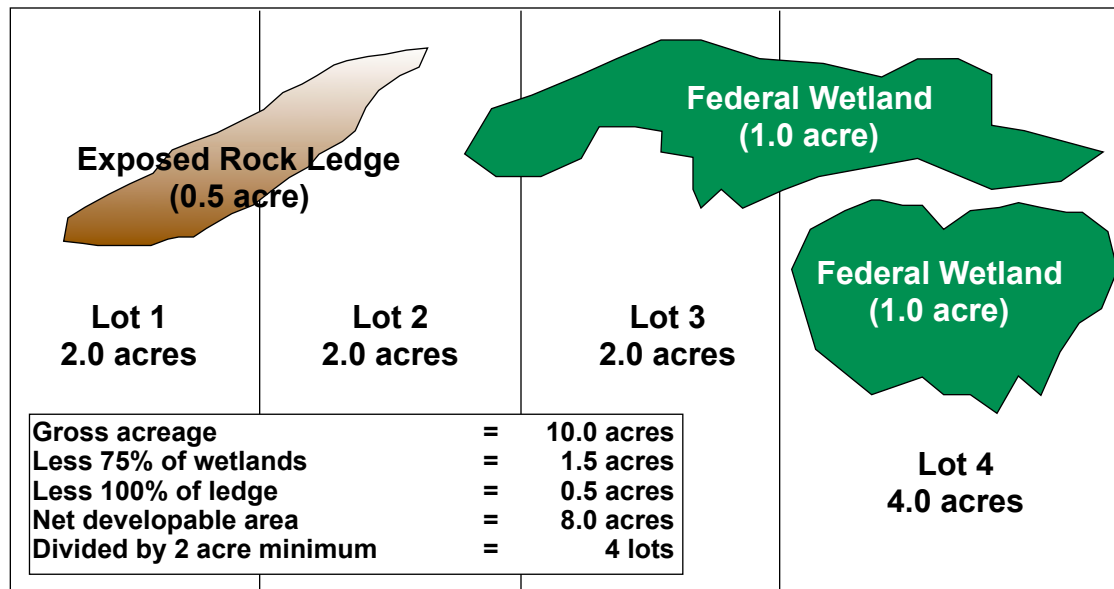 Exposed Rock Ledge
(0.5 acre)
Federal Wetland
(1.0 acre)
Federal Wetland
(1.0 acre)
Lot 1
2.0 acres
Lot 2
2.0 acres
Lot 3
2.0 acres
Lot 4
4.0 acres
Gross acreage = 10.0 acres
Less 75% of wetlands = 1.5 acres
Less 100% of ledge = 0.5 acres
Net developable area = 8.0 acres
Divided by 2 acre minimum = 4 lots